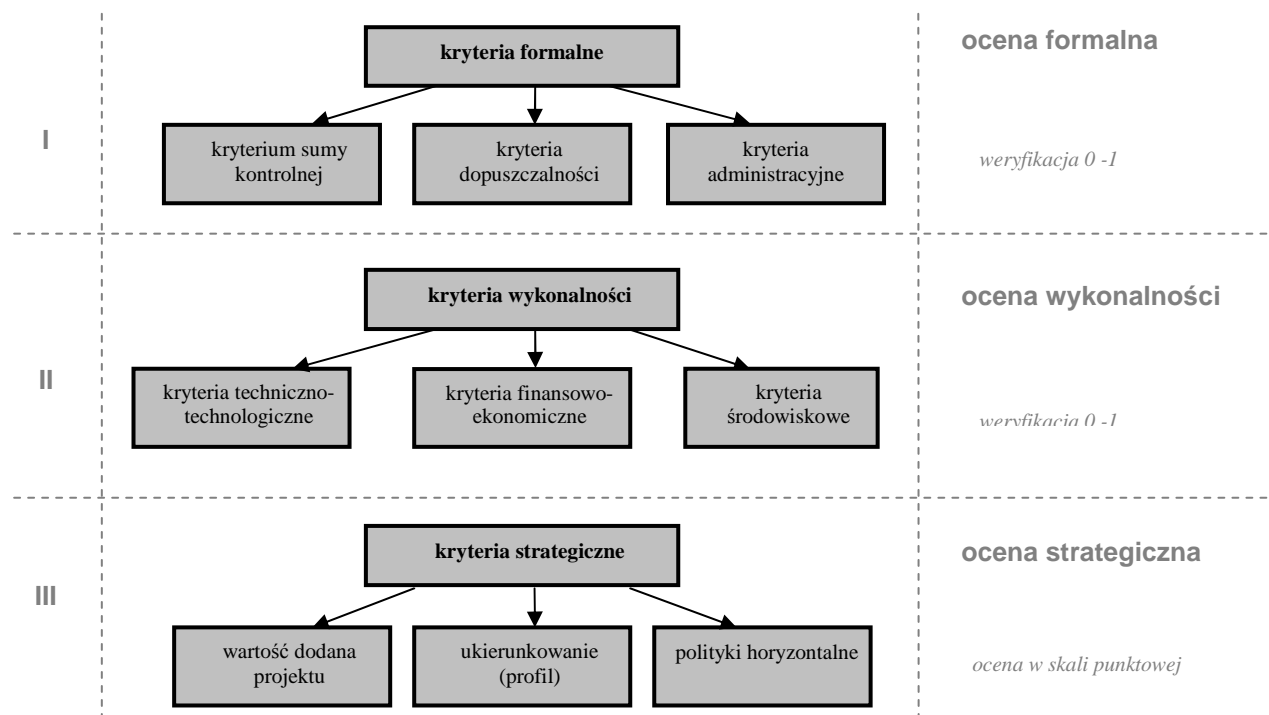 kryteria formalne
ocena formalna
I
kryterium sumy
kontrolnej
kryteria
dopuszczalności
kryteria
administracyjne
weryfikacja 0 -1
kryteria wykonalności
ocena wykonalności
II
kryteria techniczno-
technologiczne
kryteria finansowo-
ekonomiczne
kryteria
środowiskowe
weryfikacja 0 -1
kryteria strategiczne
ocena strategiczna
III
wartość dodana
projektu
ukierunkowanie
(profil)
polityki horyzontalne
ocena w skali punktowej